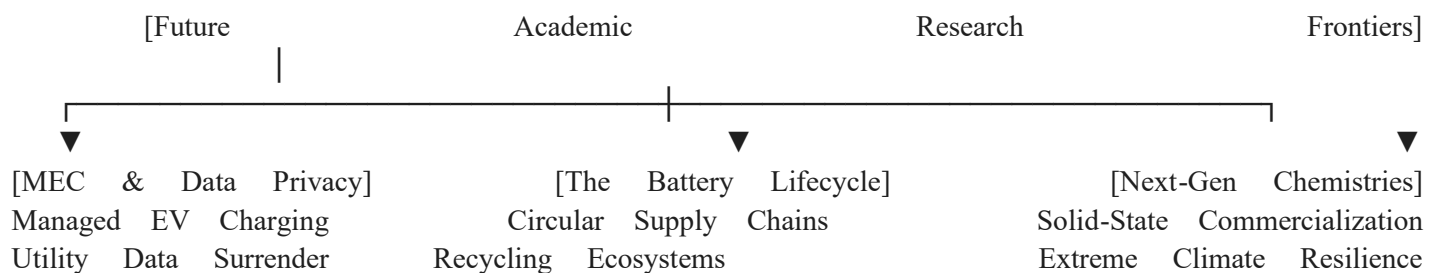 [Future Academic Research Frontiers]
[MEC & Data Privacy] [The Battery Lifecycle] [Next-Gen Chemistries]
Managed EV Charging Circular Supply Chains Solid-State Commercialization
Utility Data Surrender Recycling Ecosystems Extreme Climate Resilience